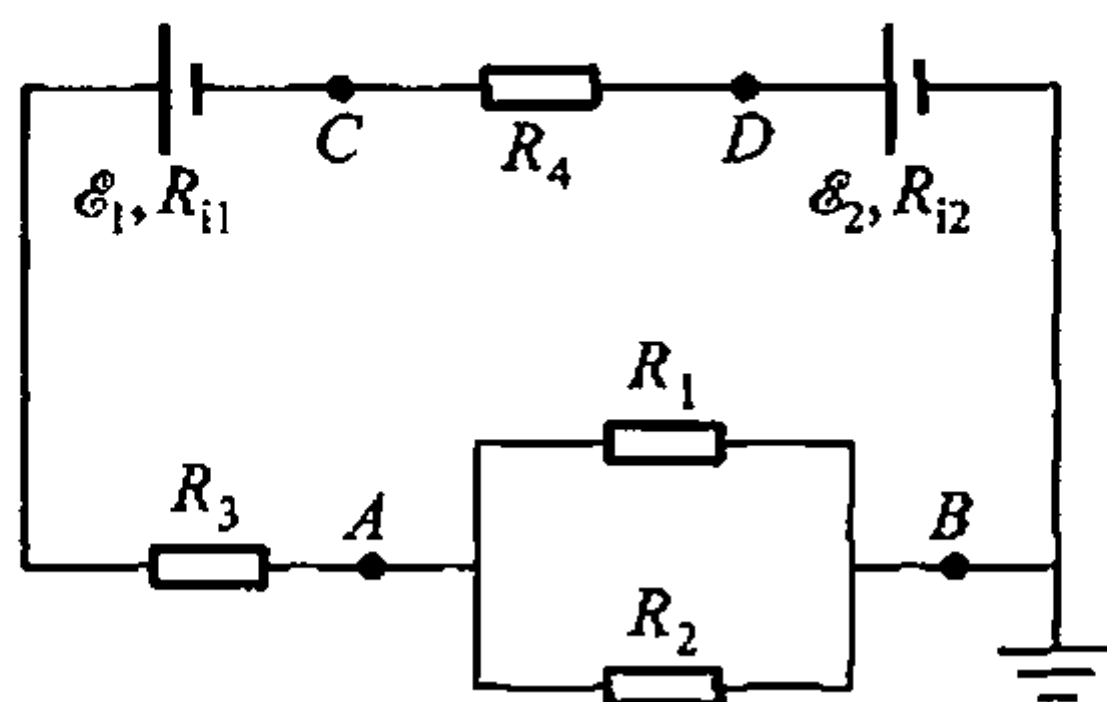 C R₄ D
ℰ₁, Rᵢ₁ ℰ₂, Rᵢ₂
R₁
R₃ A B
R₂